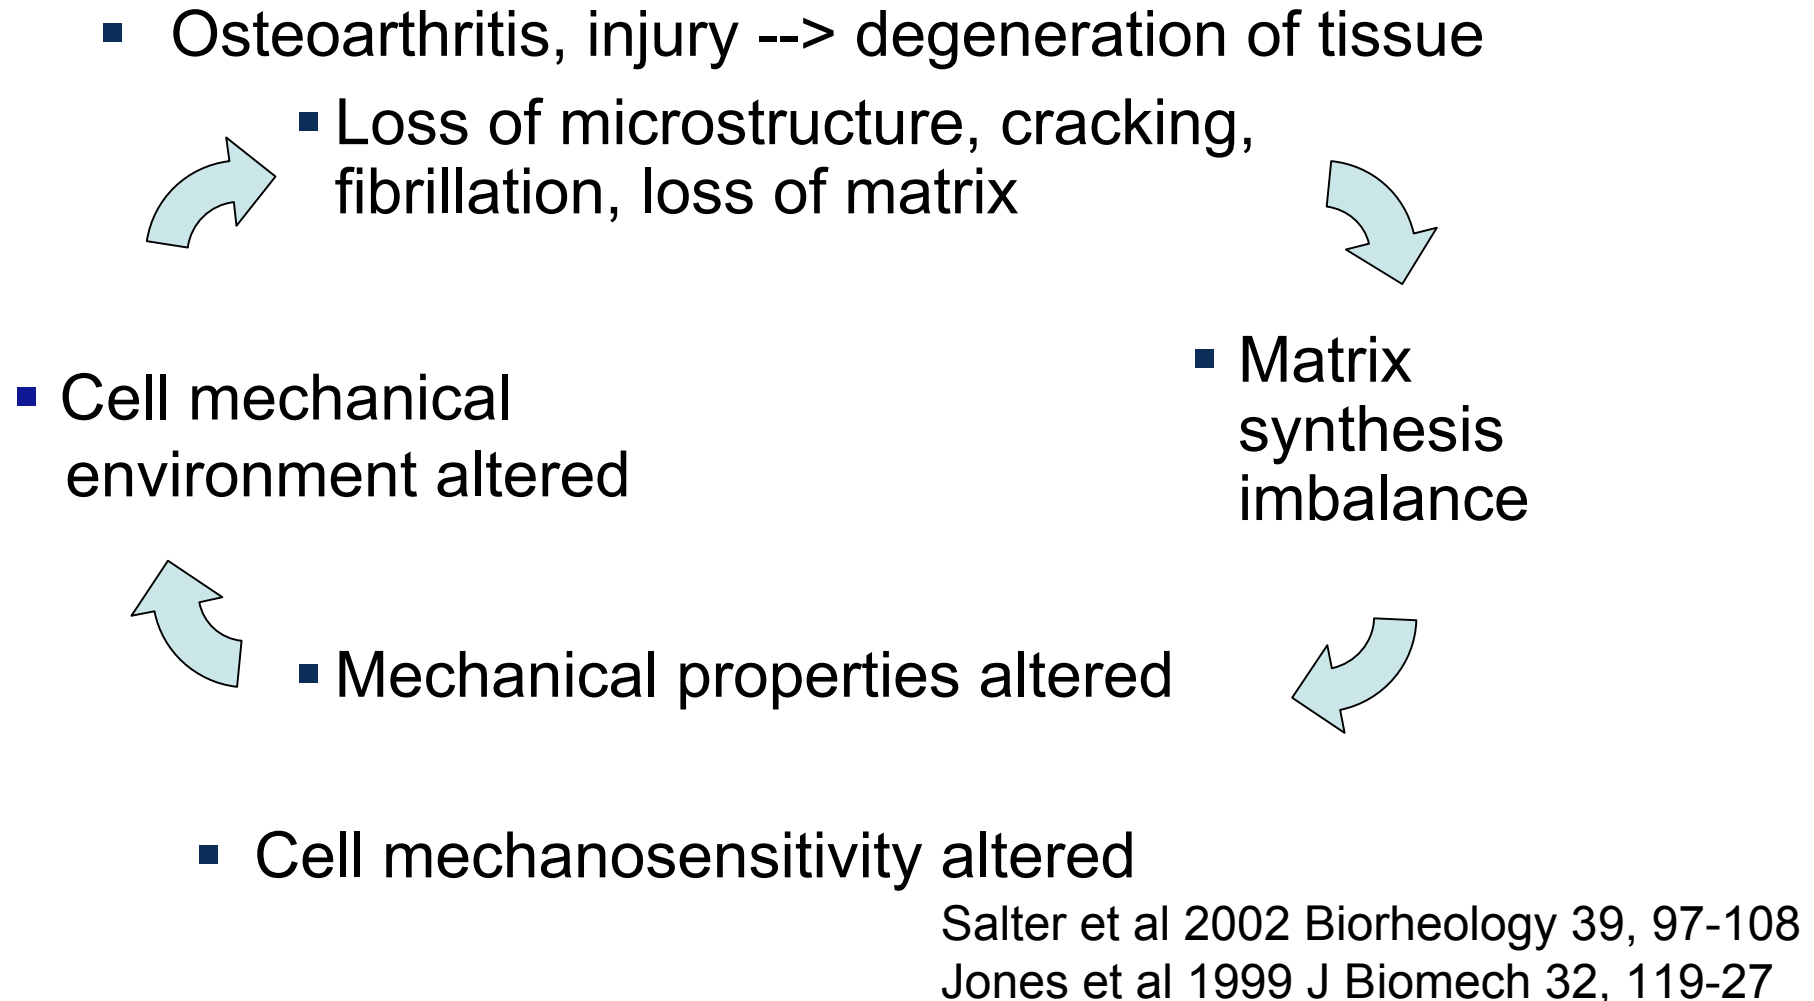 ▪ Osteoarthritis, injury --> degeneration of tissue
▪ Loss of microstructure, cracking,
fibrillation, loss of matrix
▪ Matrix
synthesis
imbalance
▪ Cell mechanical
environment altered
▪ Mechanical properties altered
▪ Cell mechanosensitivity altered
Salter et al 2002 Biorheology 39, 97-108
Jones et al 1999 J Biomech 32, 119-27